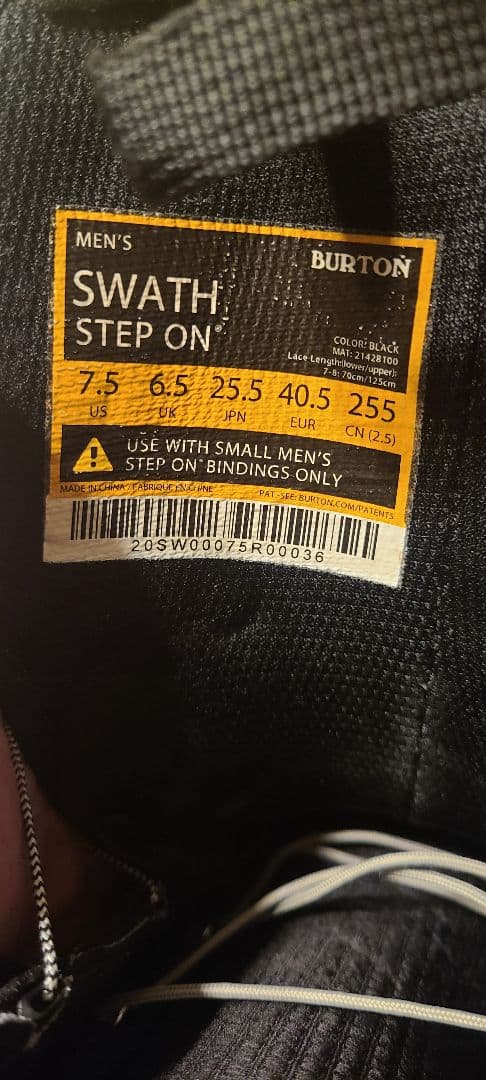 MEN'S
BURTON
SWATH
STEP ON®
COLOR: BLACK
MAT: 21428100
Lace Length:(lower/upper):
7-8: 70cm/125cm
7.5 6.5 25.5 40.5 255
US UK JPN EUR CN (2.5)
USE WITH SMALL MEN'S
STEP ON® BINDINGS ONLY
MADE IN CHINA / FABRIQUÉ EN CHINE
PAT - SEE: BURTON.COM/PATENTS
20SW00075R00036